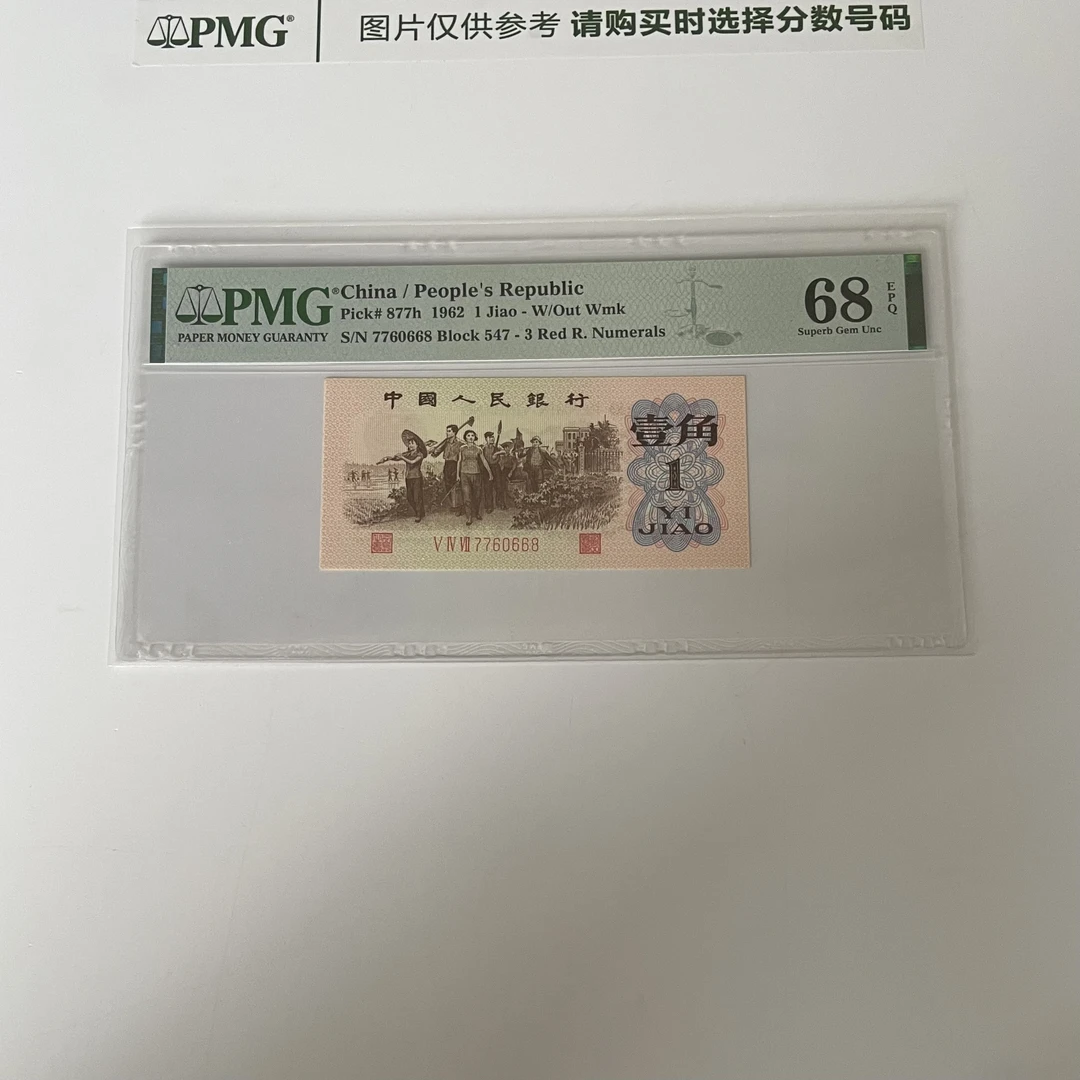 PMG® 图片仅供参考 请购买时选择分数号码
PMG® China / People's Republic
Pick# 877h 1962 1 Jiao - W/Out Wmk
PAPER MONEY GUARANTY S/N 7760668 Block 547 - 3 Red R. Numerals
68 EPQ
Superb Gem Unc
中國人民銀行
壹角
1
YI
JIAO
V IV VII 7760668